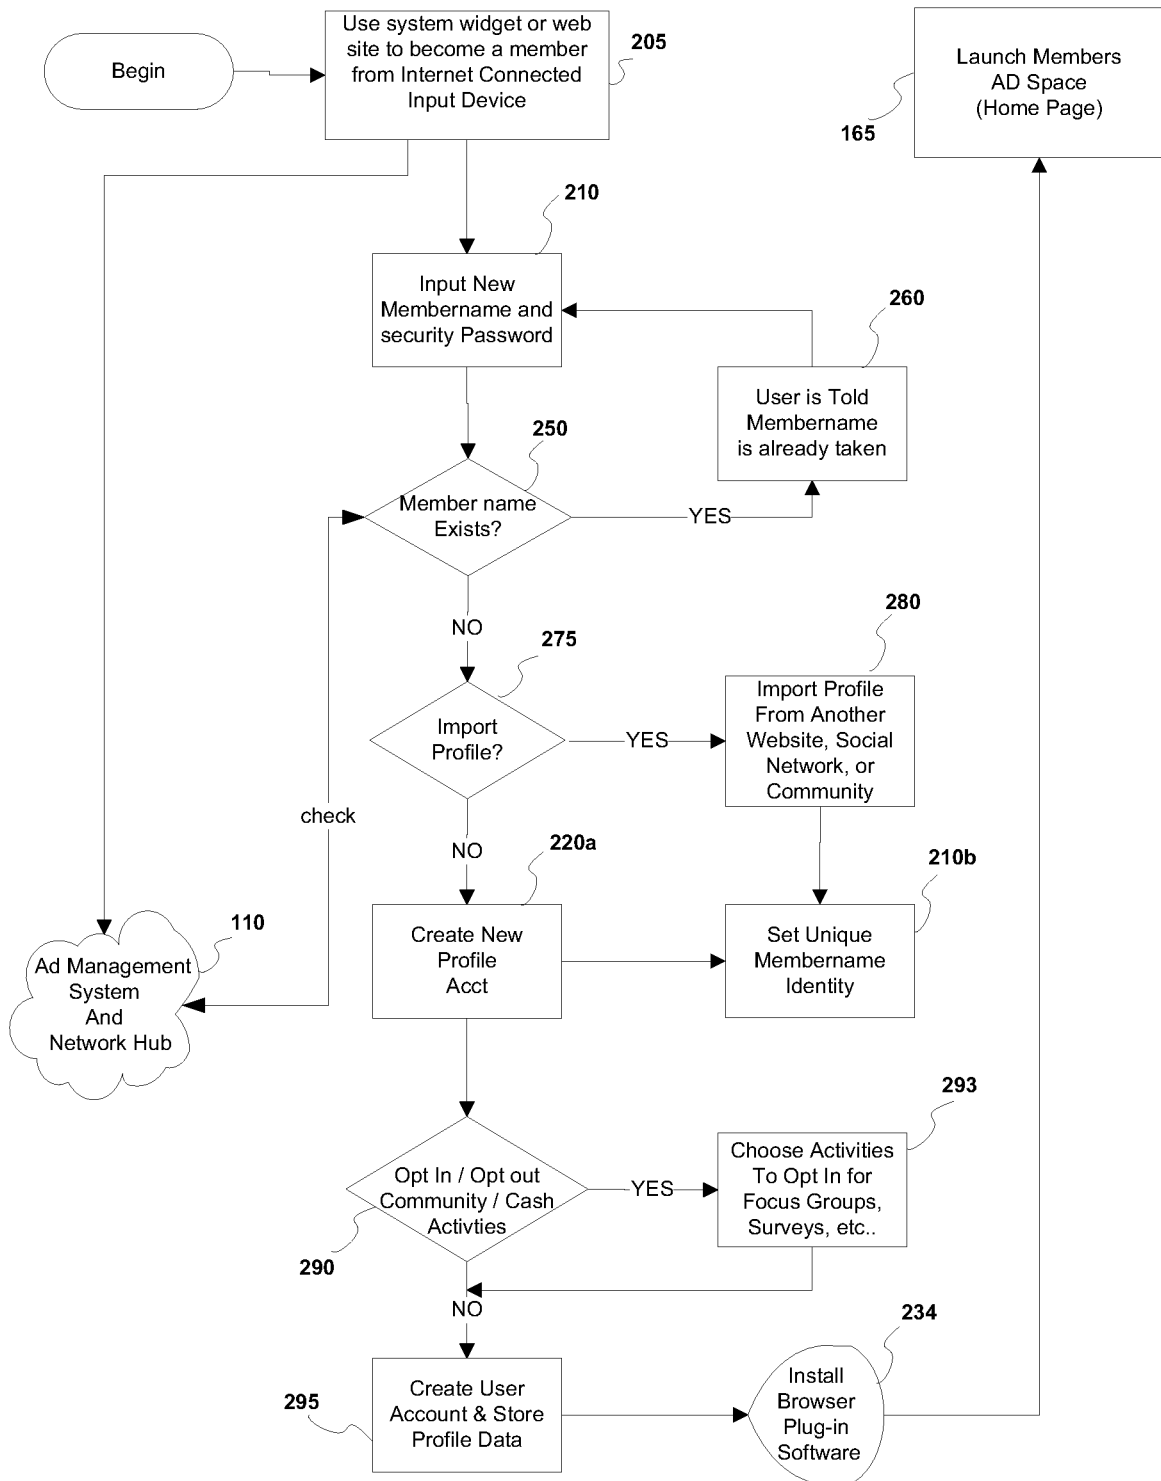 Begin
Use system widget or web
site to become a member
from Internet Connected
Input Device
205
Launch Members
AD Space
(Home Page)
165
210
Input New
Membername and
security Password
260
User is Told
Membername
is already taken
250
Member name
Exists?
YES
NO
275
280
Import
Profile?
YES
Import Profile
From Another
Website, Social
Network, or
Community
check
NO
220a
210b
Create New
Profile
Acct
Set Unique
Membername
Identity
110
Ad Management
System
And
Network Hub
293
Opt In / Opt out
Community / Cash
Activties
YES
Choose Activities
To Opt In for
Focus Groups,
Surveys, etc..
290
NO
234
295
Create User
Account & Store
Profile Data
Install
Browser
Plug-in
Software